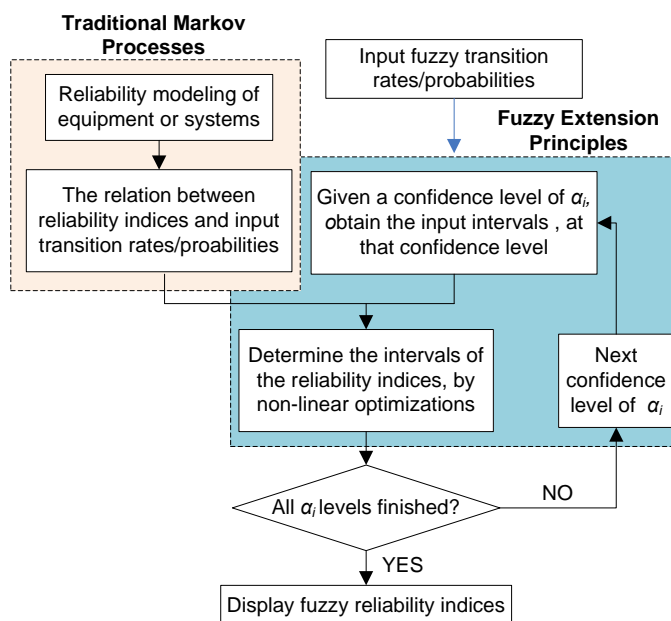 Traditional Markov
Processes
Reliability modeling of
equipment or systems
The relation between
reliability indices and input
transition rates/proabilities
Input fuzzy transition
rates/probabilities
Fuzzy Extension
Principles
Given a confidence level of αi,
obtain the input intervals , at
that confidence level
Determine the intervals of
the reliability indices, by
non-linear optimizations
Next
confidence
level of αi
All αi levels finished?
NO
YES
Display fuzzy reliability indices